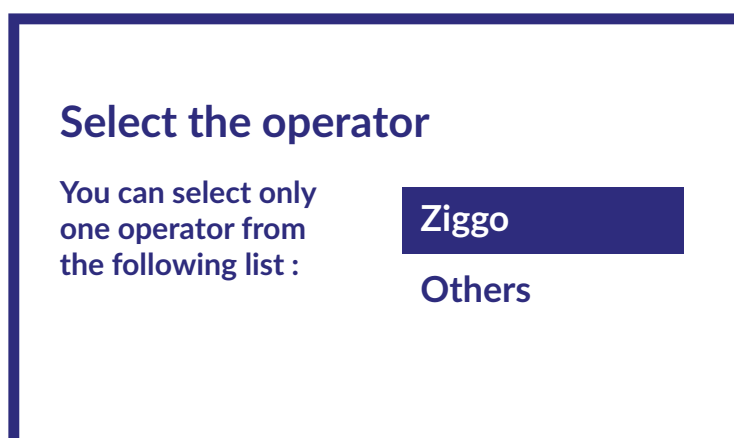 Select the operator
You can select only
one operator from
the following list :
Ziggo
Others